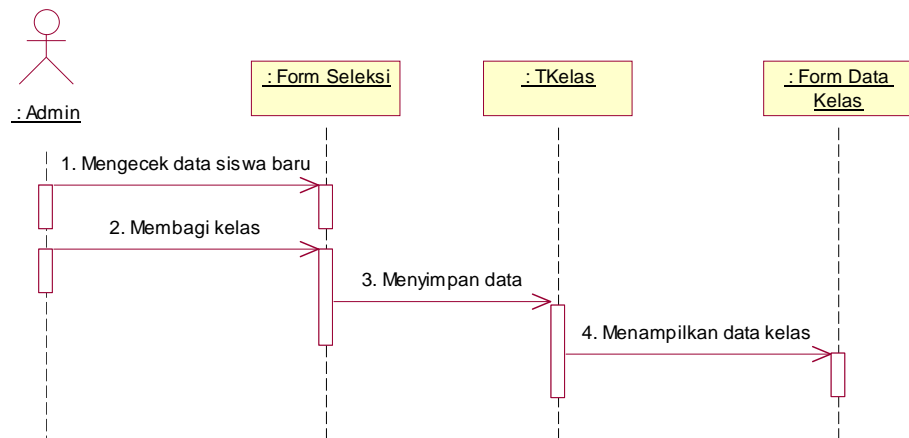 : Form Seleksi
: TKelas
: Form Data
Kelas
: Admin
1. Mengecek data siswa baru
2. Membagi kelas
3. Menyimpan data
4. Menampilkan data kelas